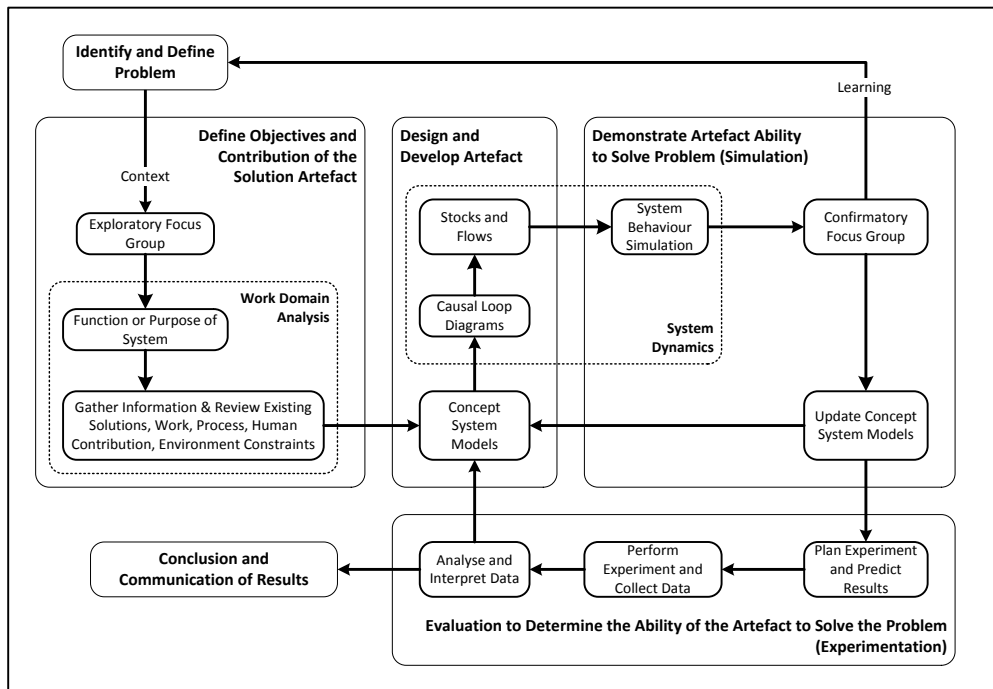 Identify and Define
Problem
Learning
Define Objectives and
Contribution of the
Solution Artefact
Design and
Develop Artefact
Demonstrate Artefact Ability
to Solve Problem (Simulation)
Context
Exploratory Focus
Group
Stocks and
Flows
System
Behaviour
Simulation
Confirmatory
Focus Group
Work Domain
Analysis
Function or Purpose of
System
Causal Loop
Diagrams
System
Dynamics
Gather Information & Review Existing
Solutions, Work, Process, Human
Contribution, Environment Constraints
Concept
System
Models
Update Concept
System Models
Conclusion and
Communication of Results
Analyse and
Interpret Data
Perform
Experiment and
Collect Data
Plan Experiment
and Predict
Results
Evaluation to Determine the Ability of the Artefact to Solve the Problem
(Experimentation)